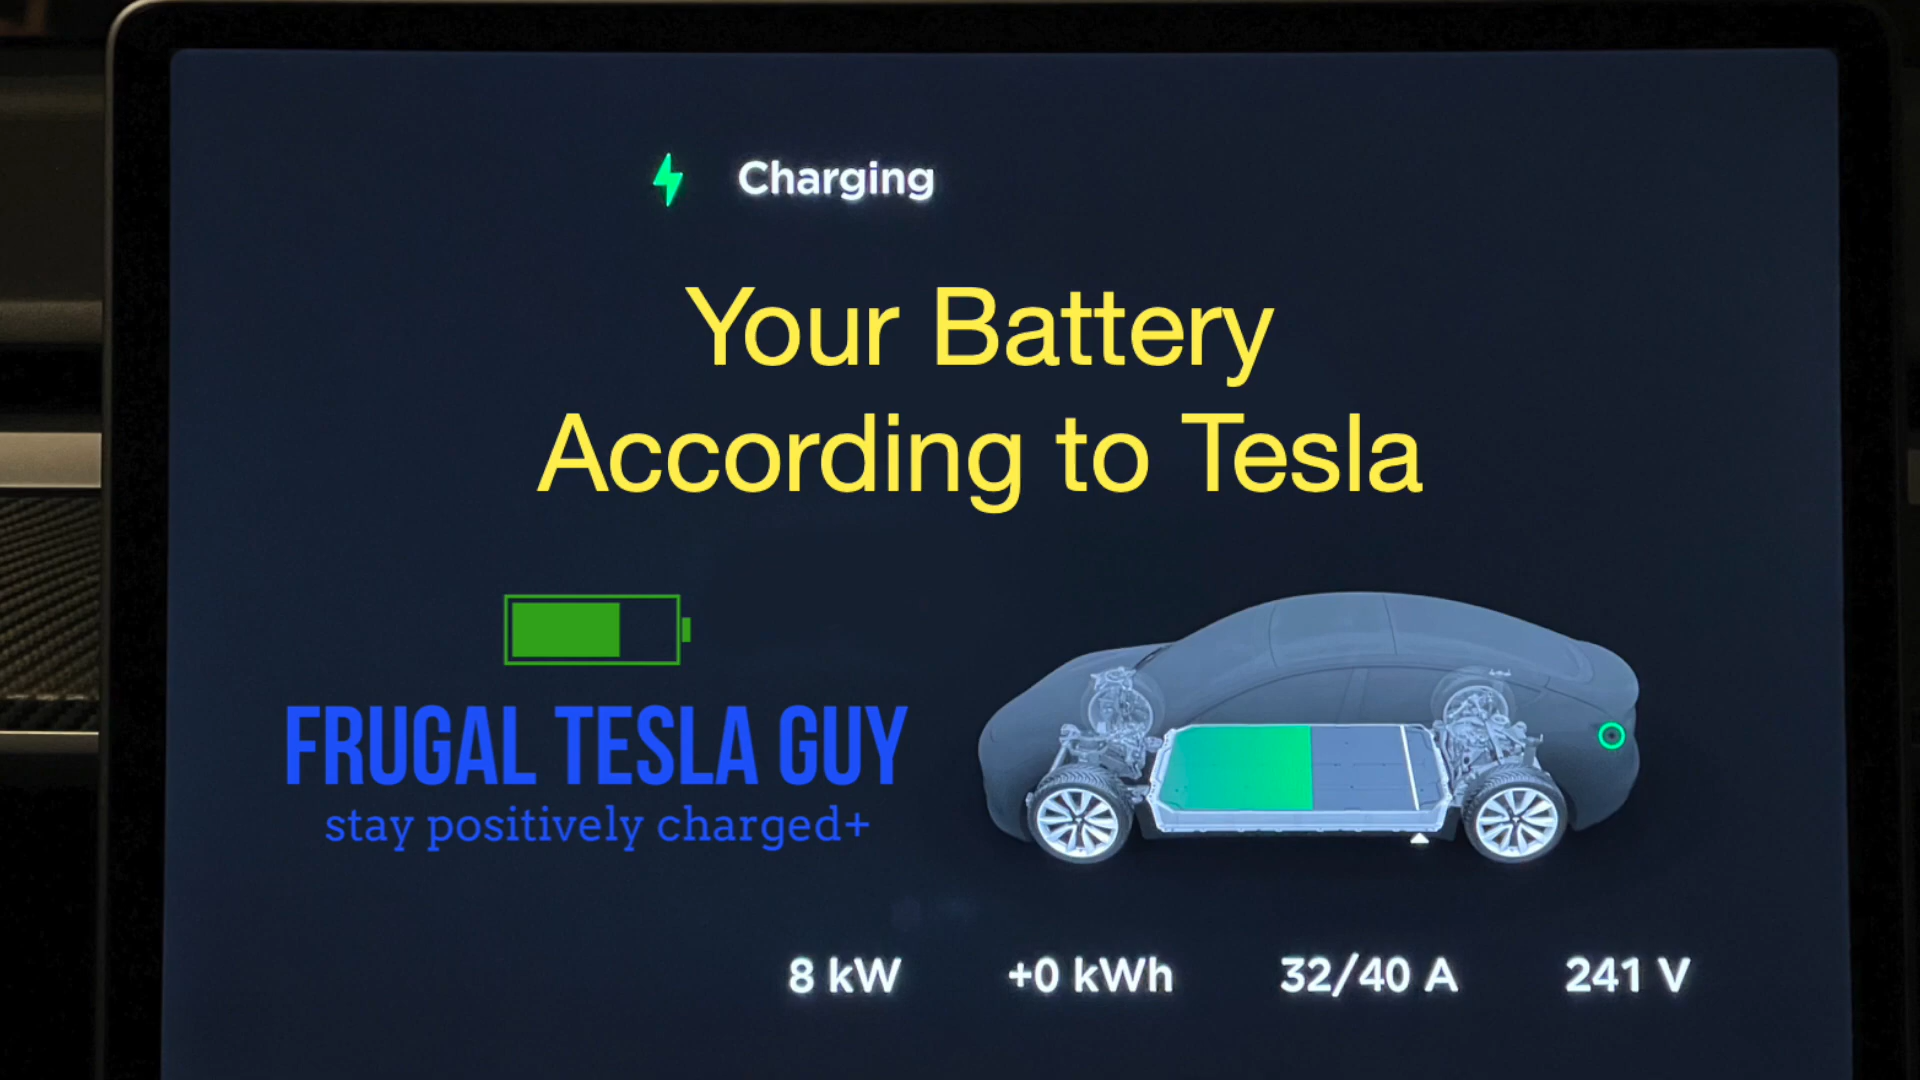 Charging
Your Battery
According to Tesla
FRUGAL TESLA GUY
stay positively charged+
8 kW +0 kWh 32/40 A 241 V